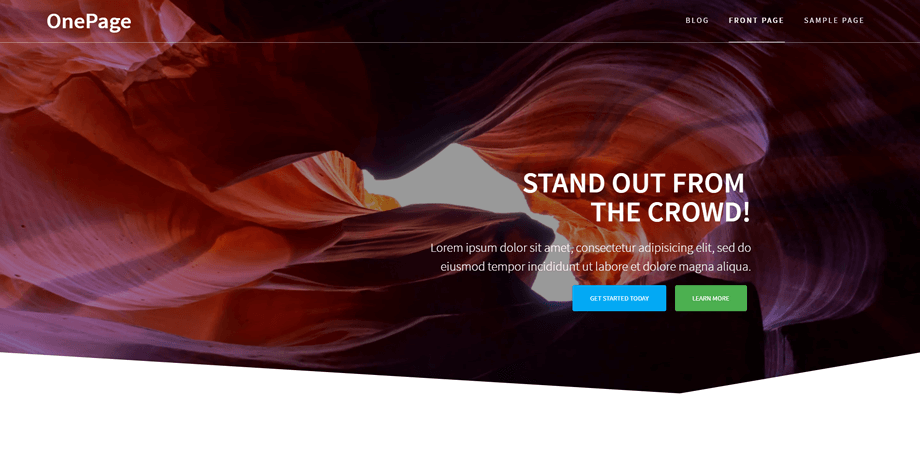 OnePage
BLOG FRONT PAGE SAMPLE PAGE
STAND OUT FROM
THE CROWD!
Lorem ipsum dolor sit amet, consectetur adipisicing elit, sed do
eiusmod tempor incididunt ut labore et dolore magna aliqua.
GET STARTED TODAY LEARN MORE